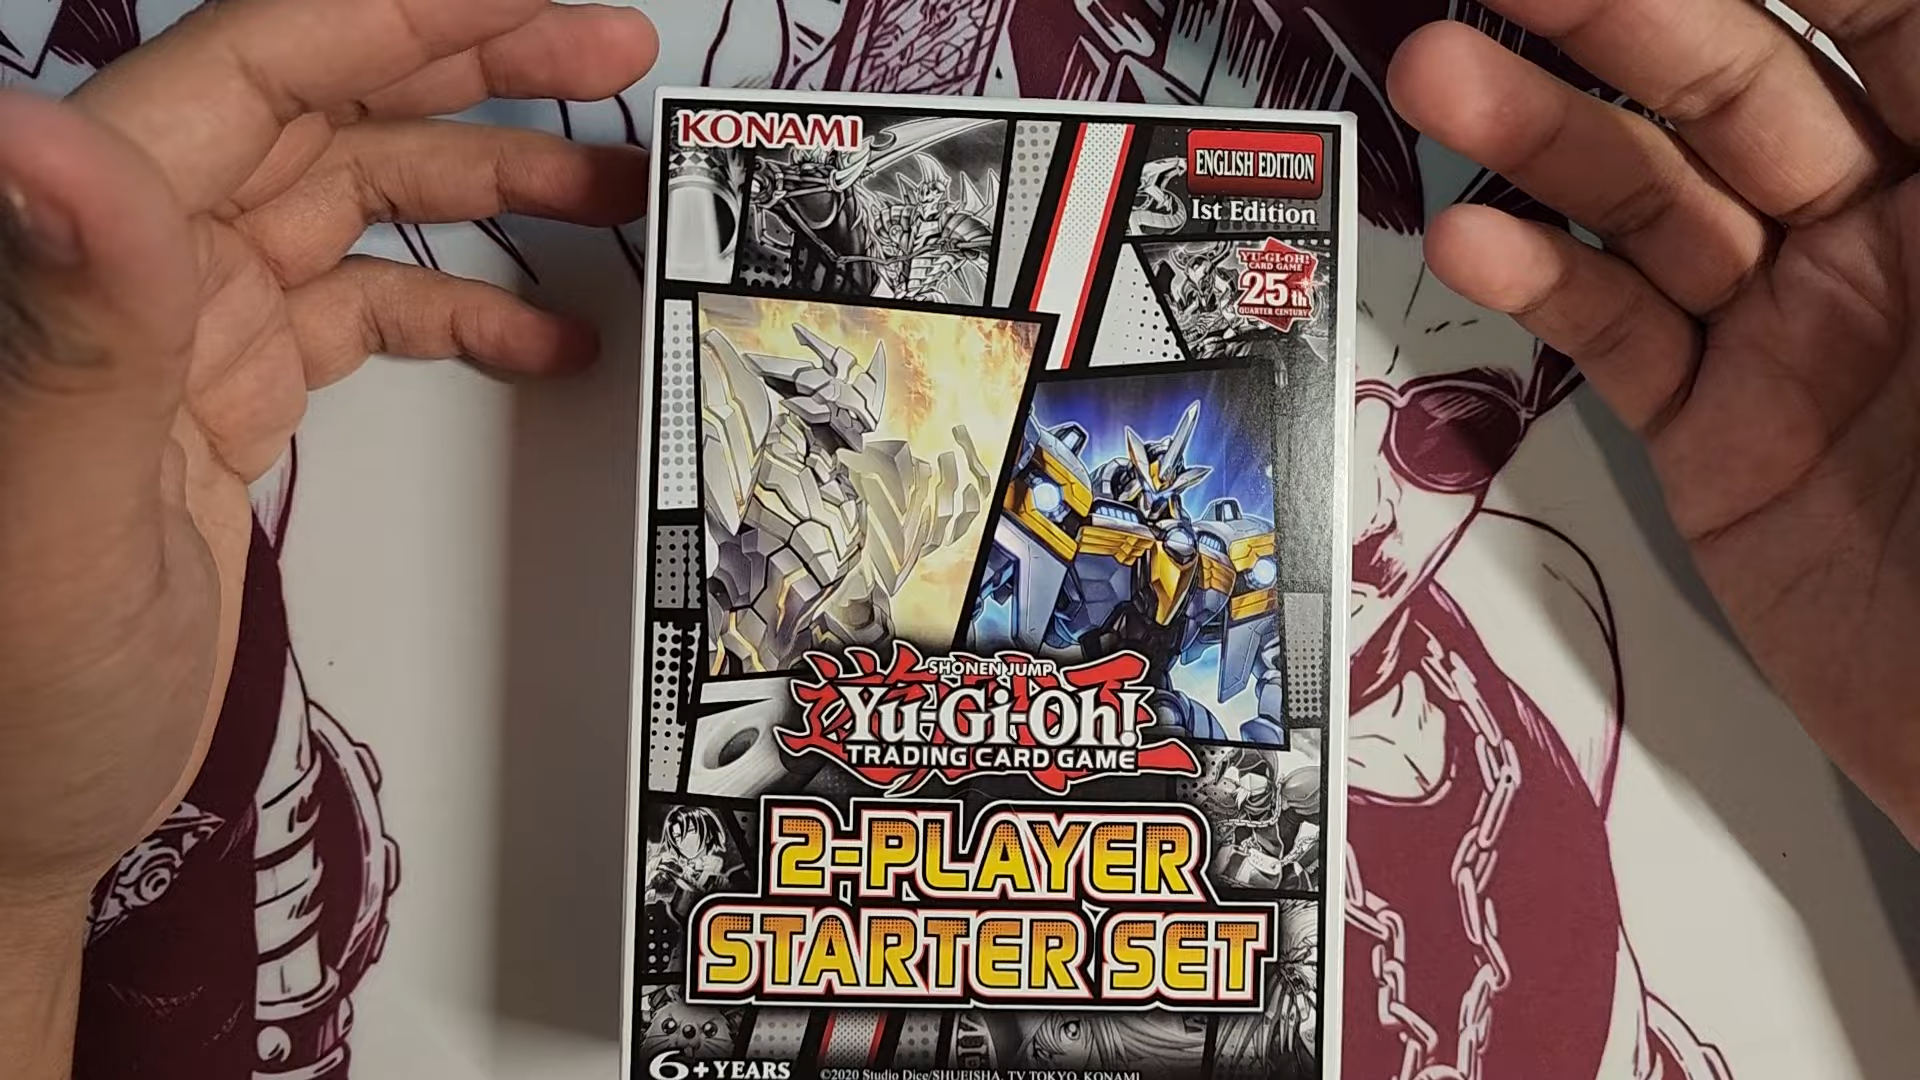 KONAMI
ENGLISH EDITION
1st Edition
YU-GI-OH!
CARD GAME
25th
QUARTER CENTURY
SHONEN JUMP
Yu-Gi-Oh!
TRADING CARD GAME
2-PLAYER
STARTER SET
6+YEARS
©2020 Studio Dice/SHUEISHA, TV TOKYO, KONAMI